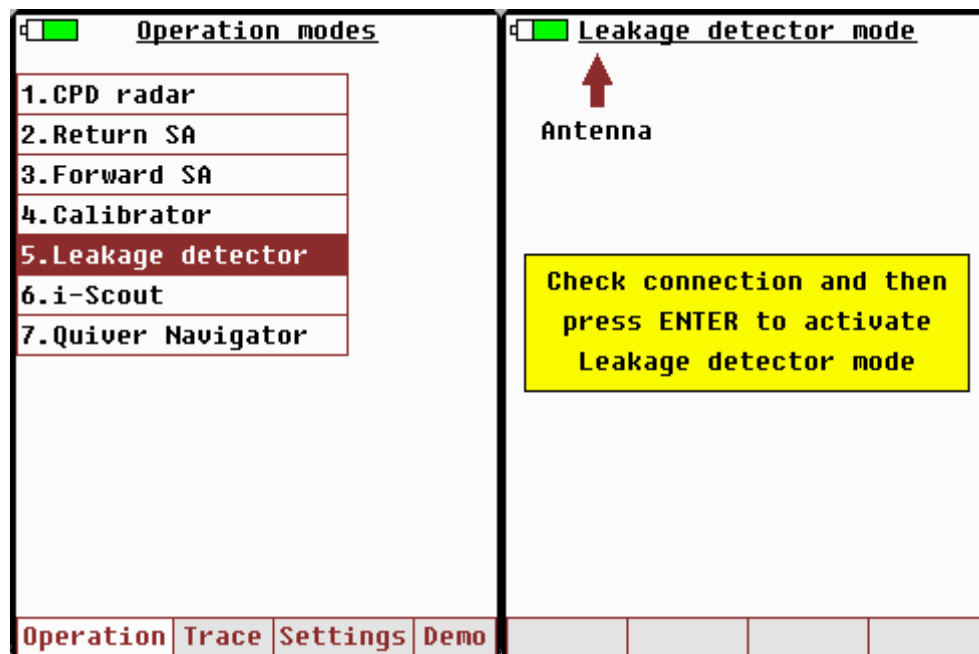 Operation modes
1.CPD radar
2.Return SA
3.Forward SA
4.Calibrator
5.Leakage detector
6.i-Scout
7.Quiver Navigator
Operation Trace Settings Demo
Leakage detector mode
Antenna
Check connection and then
press ENTER to activate
Leakage detector mode